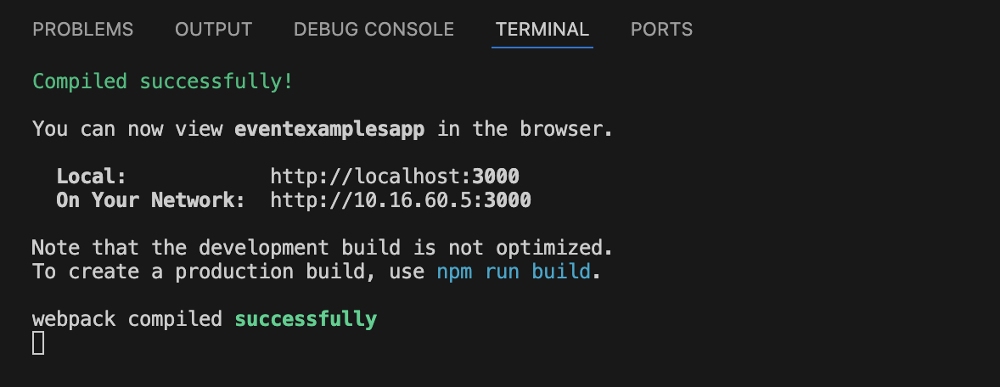 PROBLEMS OUTPUT DEBUG CONSOLE TERMINAL PORTS
Compiled successfully!
You can now view eventexamplesapp in the browser.
Local: http://localhost:3000
On Your Network: http://10.16.60.5:3000
Note that the development build is not optimized.
To create a production build, use npm run build.
webpack compiled successfully